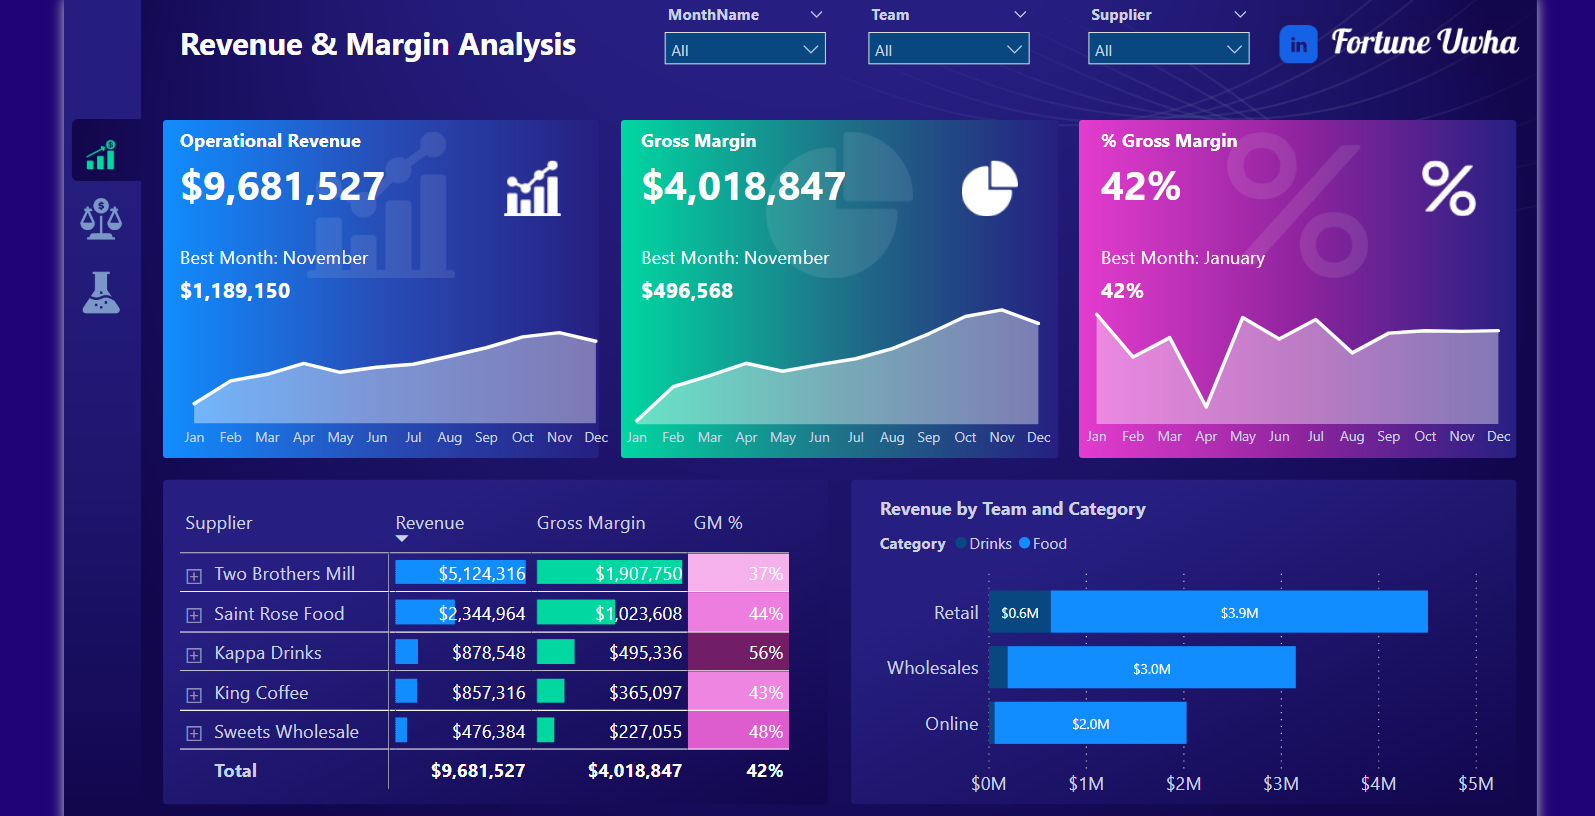 MonthName Team Supplier
Revenue & Margin Analysis
All All All
in Fortune Uwha
Operational Revenue
$9,681,527
Best Month: November
$1,189,150
Jan Feb Mar Apr May Jun Jul Aug Sep Oct Nov Dec
Gross Margin
$4,018,847
Best Month: November
$496,568
Jan Feb Mar Apr May Jun Jul Aug Sep Oct Nov Dec
% Gross Margin
42%
%
Best Month: January
42%
Jan Feb Mar Apr May Jun Jul Aug Sep Oct Nov Dec
Supplier Revenue Gross Margin GM %
Two Brothers Mill $5,124,316 $1,907,750 37%
Saint Rose Food $2,344,964 $1,023,608 44%
Kappa Drinks $878,548 $495,336 56%
King Coffee $857,316 $365,097 43%
Sweets Wholesale $476,384 $227,055 48%
Total $9,681,527 $4,018,847 42%
Revenue by Team and Category
Category Drinks Food
Retail $0.6M $3.9M
Wholesales $3.0M
Online $2.0M
$0M $1M $2M $3M $4M $5M